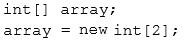 int[] array;
array = new int[2];